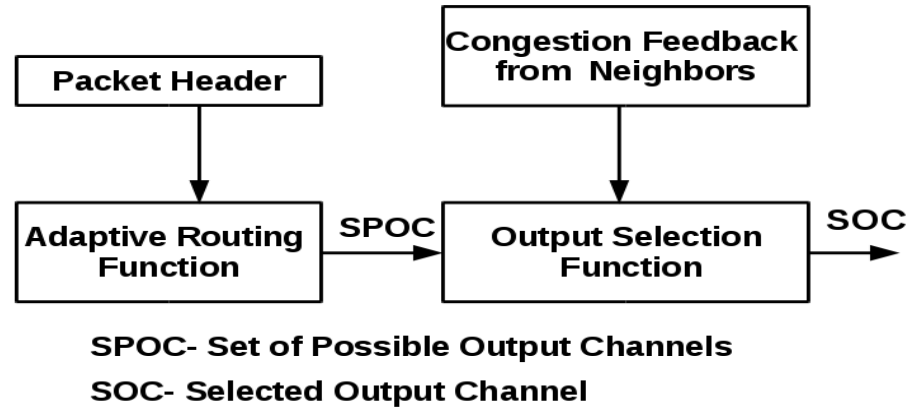 Packet Header
Congestion Feedback
from Neighbors
Adaptive Routing
Function
SPOC
Output Selection
Function
SOC
SPOC- Set of Possible Output Channels
SOC- Selected Output Channel